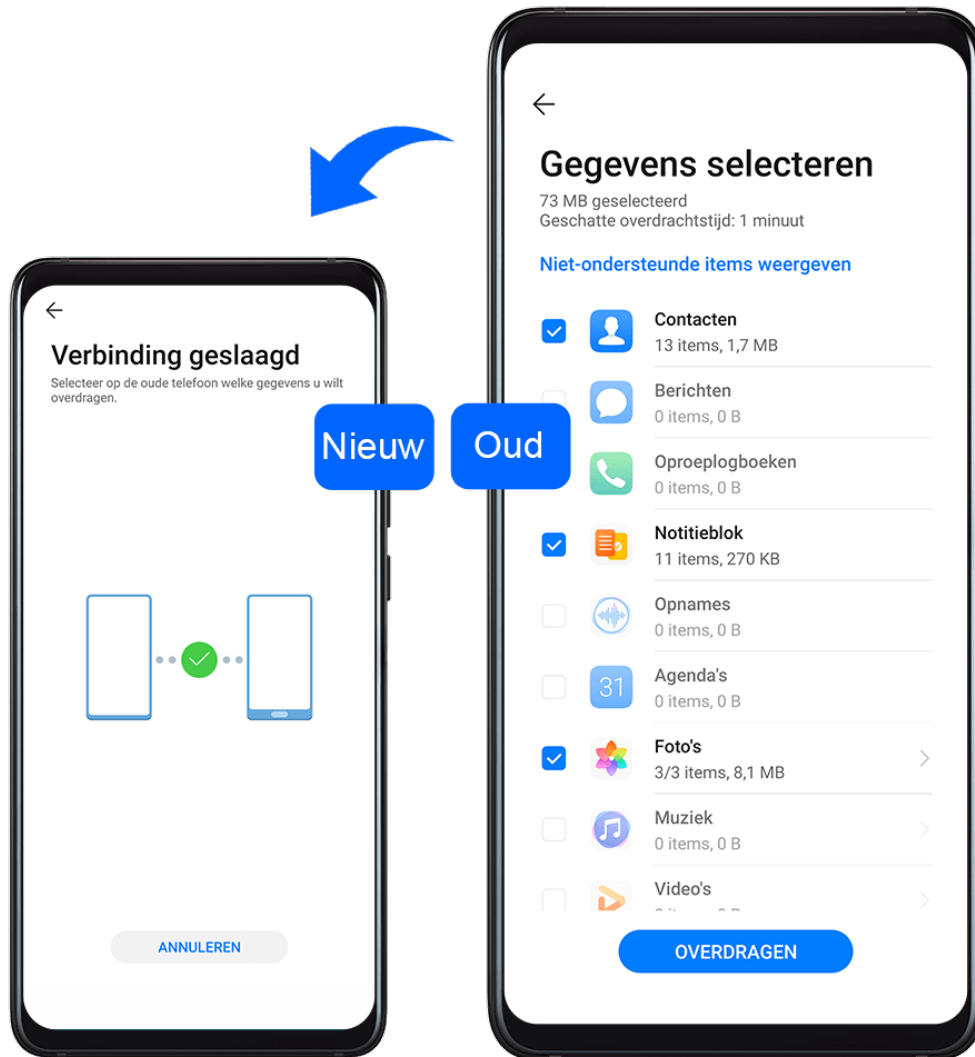 Verbinding geslaagd
Selecteer op de oude telefoon welke gegevens u wilt
overdragen.
Nieuw
ANNULEREN
Oud
Gegevens selecteren
73 MB geselecteerd
Geschatte overdrachtstijd: 1 minuut
Niet-ondersteunde items weergeven
Contacten
13 items, 1,7 MB
Berichten
0 items, 0 B
Oproeplogboeken
0 items, 0 B
Notitieblok
11 items, 270 KB
Opnames
0 items, 0 B
31
Agenda's
0 items, 0 B
Foto's
3/3 items, 8,1 MB
Muziek
0 items, 0 B
Video's
OVERDRAGEN